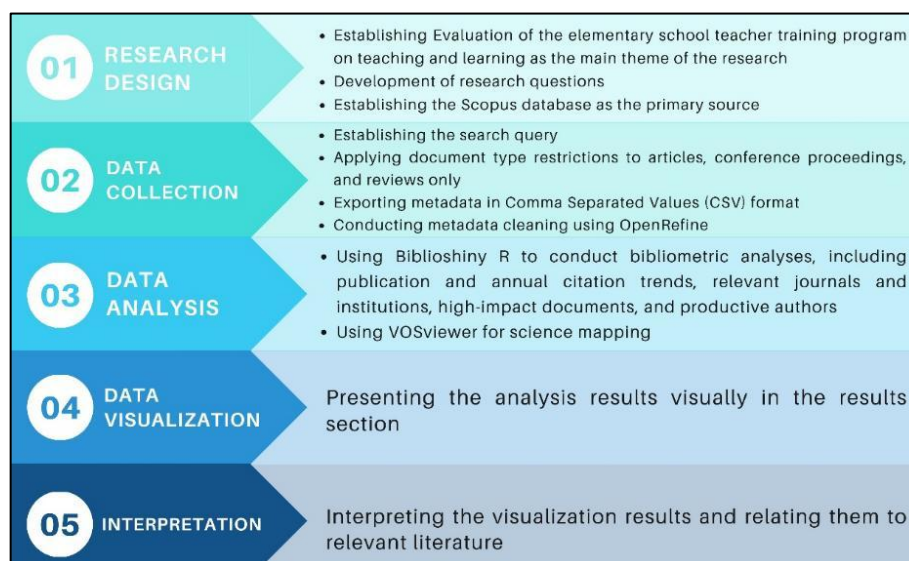 01
RESEARCH
DESIGN
• Establishing Evaluation of the elementary school teacher training program
on teaching and learning as the main theme of the research
• Development of research questions
• Establishing the Scopus database as the primary source
02
DATA
COLLECTION
• Establishing the search query
• Applying document type restrictions to articles, conference proceedings,
and reviews only
• Exporting metadata in Comma Separated Values (CSV) format
• Conducting metadata cleaning using OpenRefine
03
DATA
ANALYSIS
• Using Biblioshiny R to conduct bibliometric analyses, including
publication and annual citation trends, relevant journals and
institutions, high-impact documents, and productive authors
• Using VOSviewer for science mapping
04
DATA
VISUALIZATION
Presenting the analysis results visually in the results
section
05
INTERPRETATION
Interpreting the visualization results and relating them to
relevant literature